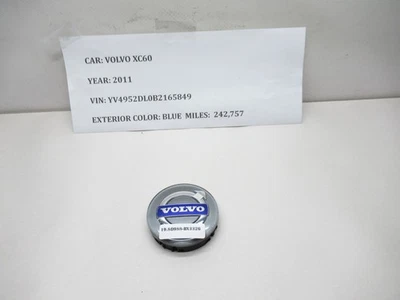 CAR: VOLVO XC60
YEAR: 2011
VIN: YV4952DL0B2165849
EXTERIOR COLOR: BLUE MILES: 242,757
VOLVO